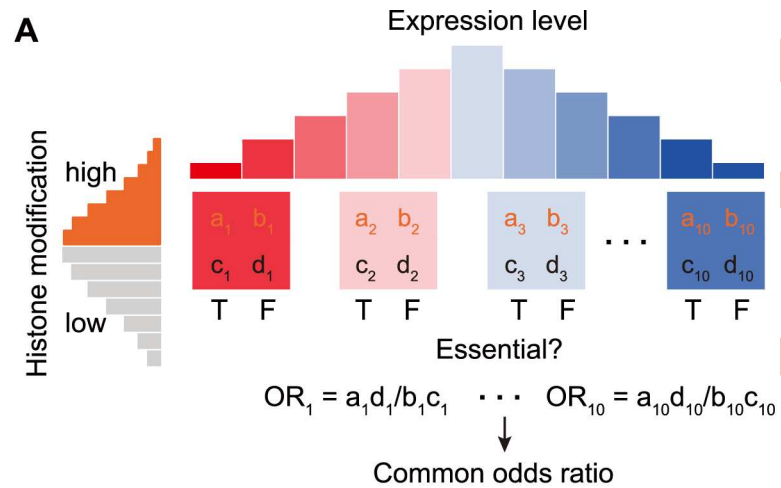 A
Expression level
Histone modification
high
low
a₁ b₁ a₂ b₂ a₃ b₃ a₁₀ b₁₀
c₁ d₁ c₂ d₂ c₃ d₃ ··· c₁₀ d₁₀
T F T F T F T F
Essential?
OR₁ = a₁d₁/b₁c₁ ··· OR₁₀ = a₁₀d₁₀/b₁₀c₁₀
Common odds ratio